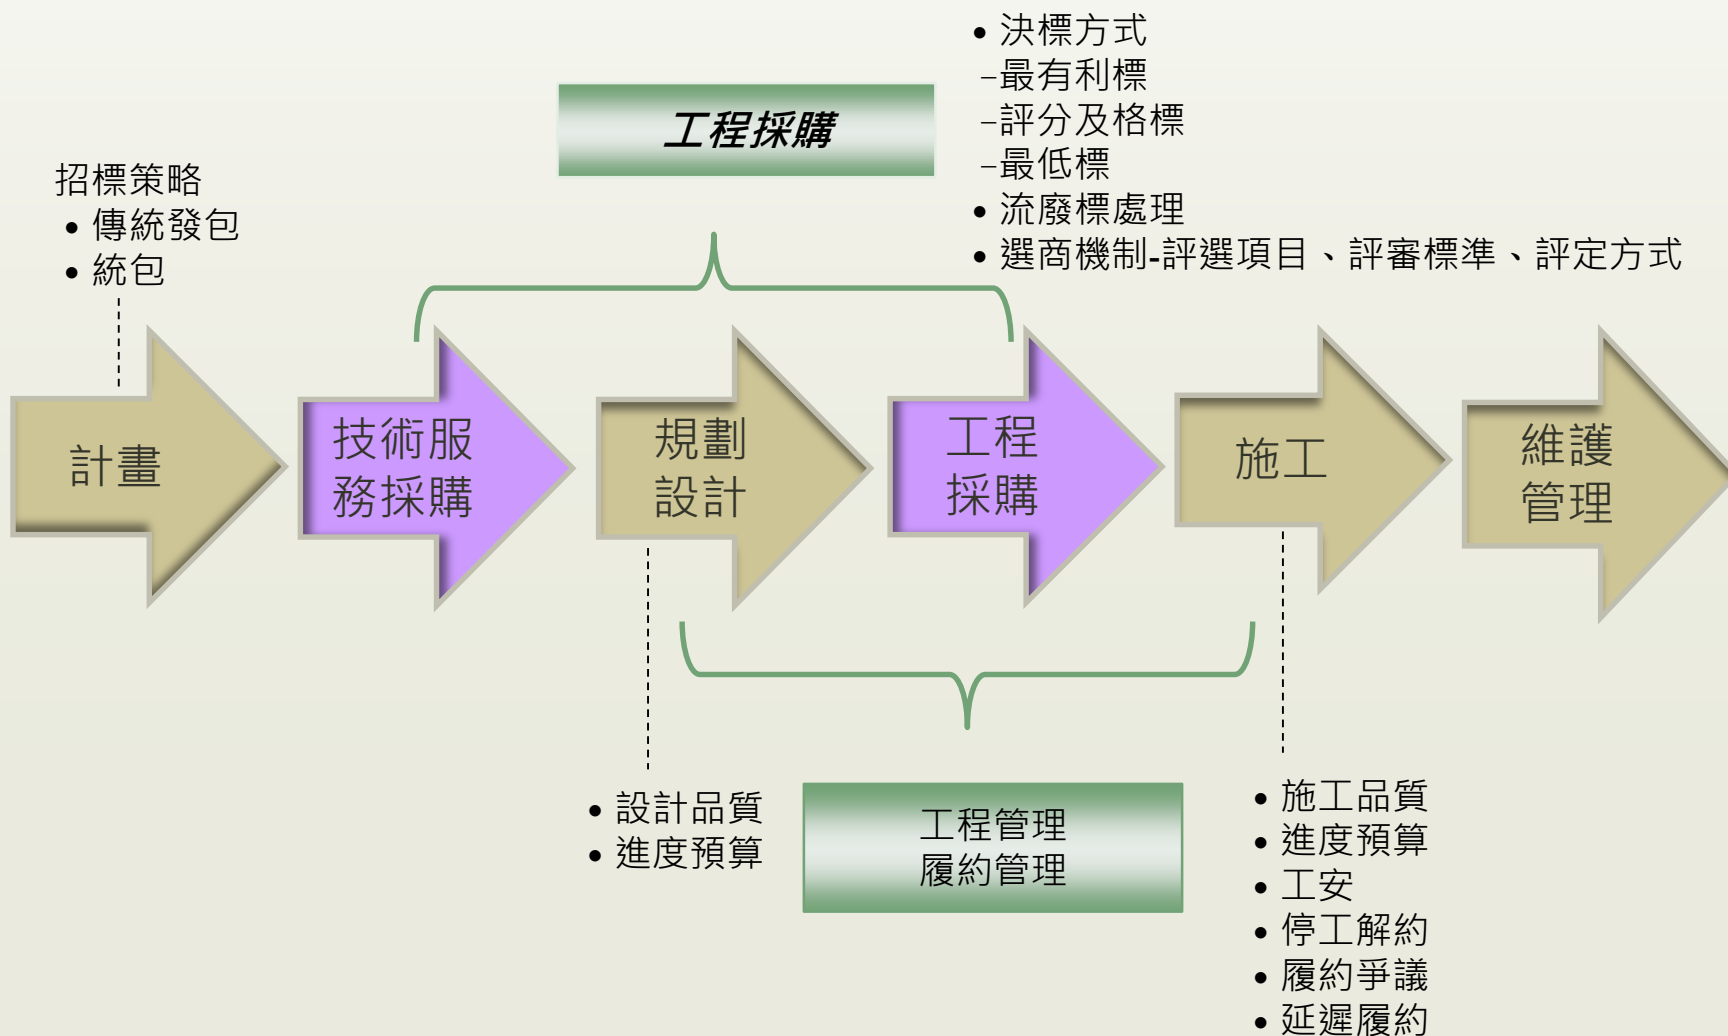 工程採購
• 決標方式
–最有利標
–評分及格標
–最低標
• 流廢標處理
• 選商機制-評選項目、評審標準、評定方式
招標策略
• 傳統發包
• 統包
計畫
技術服
務採購
規劃
設計
工程
採購
施工
維護
管理
• 設計品質
• 進度預算
工程管理
履約管理
• 施工品質
• 進度預算
• 工安
• 停工解約
• 履約爭議
• 延遲履約